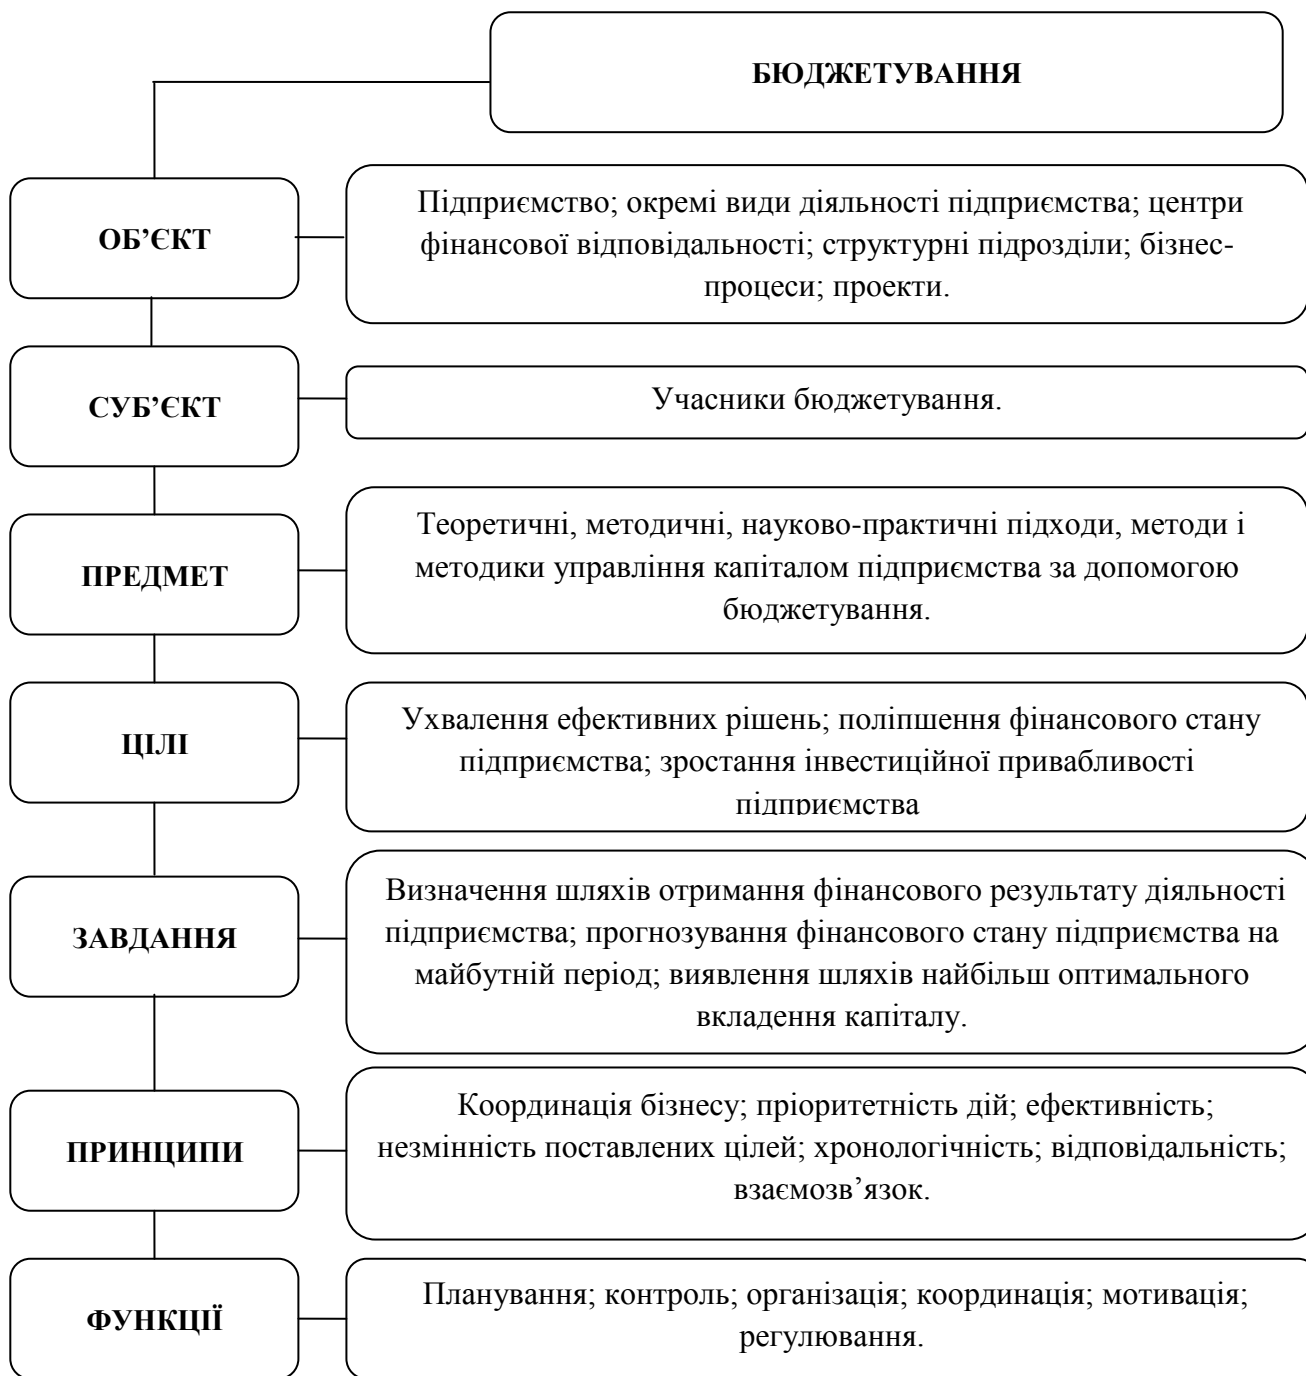 БЮДЖЕТУВАННЯ
ОБ’ЄКТ
Підприємство; окремі види діяльності підприємства; центри
фінансової відповідальності; структурні підрозділи; бізнес-
процеси; проекти.
СУБ’ЄКТ
Учасники бюджетування.
ПРЕДМЕТ
Теоретичні, методичні, науково-практичні підходи, методи і
методики управління капіталом підприємства за допомогою
бюджетування.
ЦІЛІ
Ухвалення ефективних рішень; поліпшення фінансового стану
підприємства; зростання інвестиційної привабливості
підприємства
ЗАВДАННЯ
Визначення шляхів отримання фінансового результату діяльності
підприємства; прогнозування фінансового стану підприємства на
майбутній період; виявлення шляхів найбільш оптимального
вкладення капіталу.
ПРИНЦИПИ
Координація бізнесу; пріоритетність дій; ефективність;
незмінність поставлених цілей; хронологічність; відповідальність;
взаємозв’язок.
ФУНКЦІЇ
Планування; контроль; організація; координація; мотивація;
регулювання.